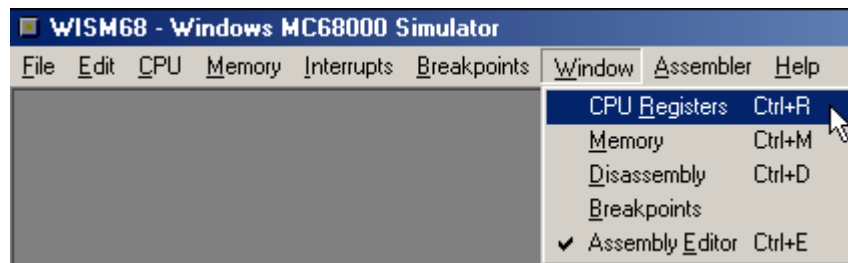 WISM68 - Windows MC68000 Simulator
File Edit CPU Memory Interrupts Breakpoints Window Assembler Help
CPU Registers Ctrl+R
Memory Ctrl+M
Disassembly Ctrl+D
Breakpoints
Assembly Editor Ctrl+E